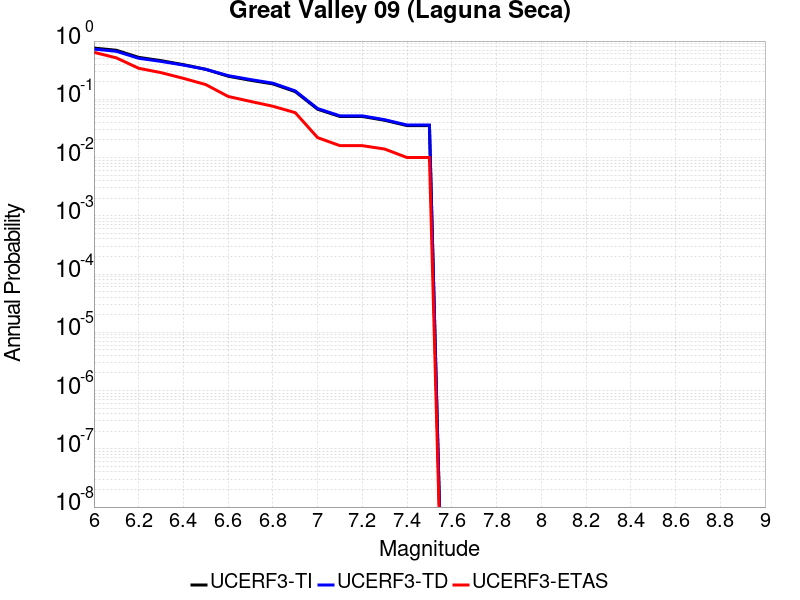 Great Valley 09 (Laguna Seca)
10^0
10^-1
10^-2
10^-3
10^-4
10^-5
10^-6
10^-7
10^-8
Annual Probability
6 6.2 6.4 6.6 6.8 7 7.2 7.4 7.6 7.8 8 8.2 8.4 8.6 8.8 9
Magnitude
UCERF3-TI UCERF3-TD UCERF3-ETAS